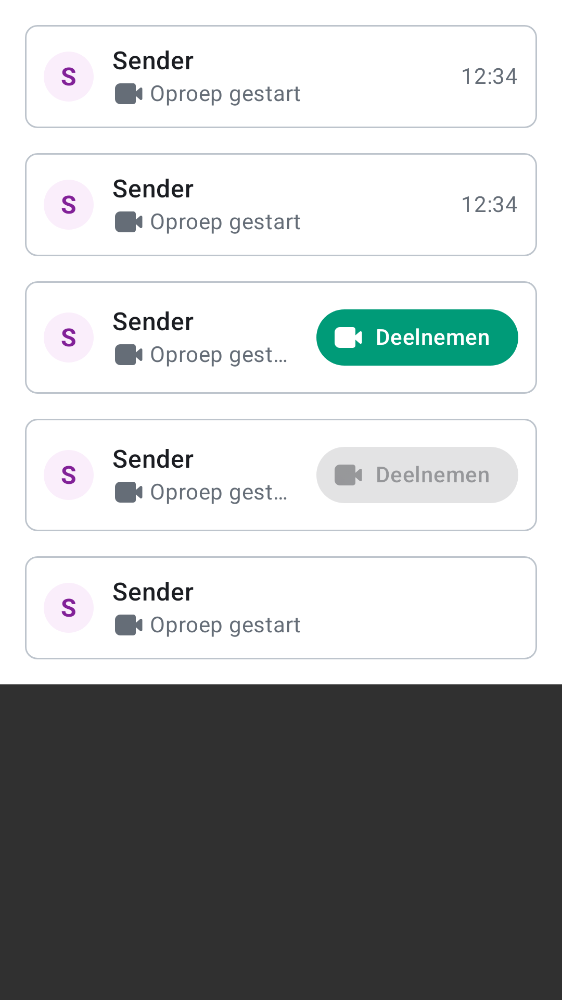 S
Sender
Oproep gestart
12:34
S
Sender
Oproep gestart
12:34
S
Sender
Oproep gest...
Deelnemen
S
Sender
Oproep gest...
Deelnemen
S
Sender
Oproep gestart